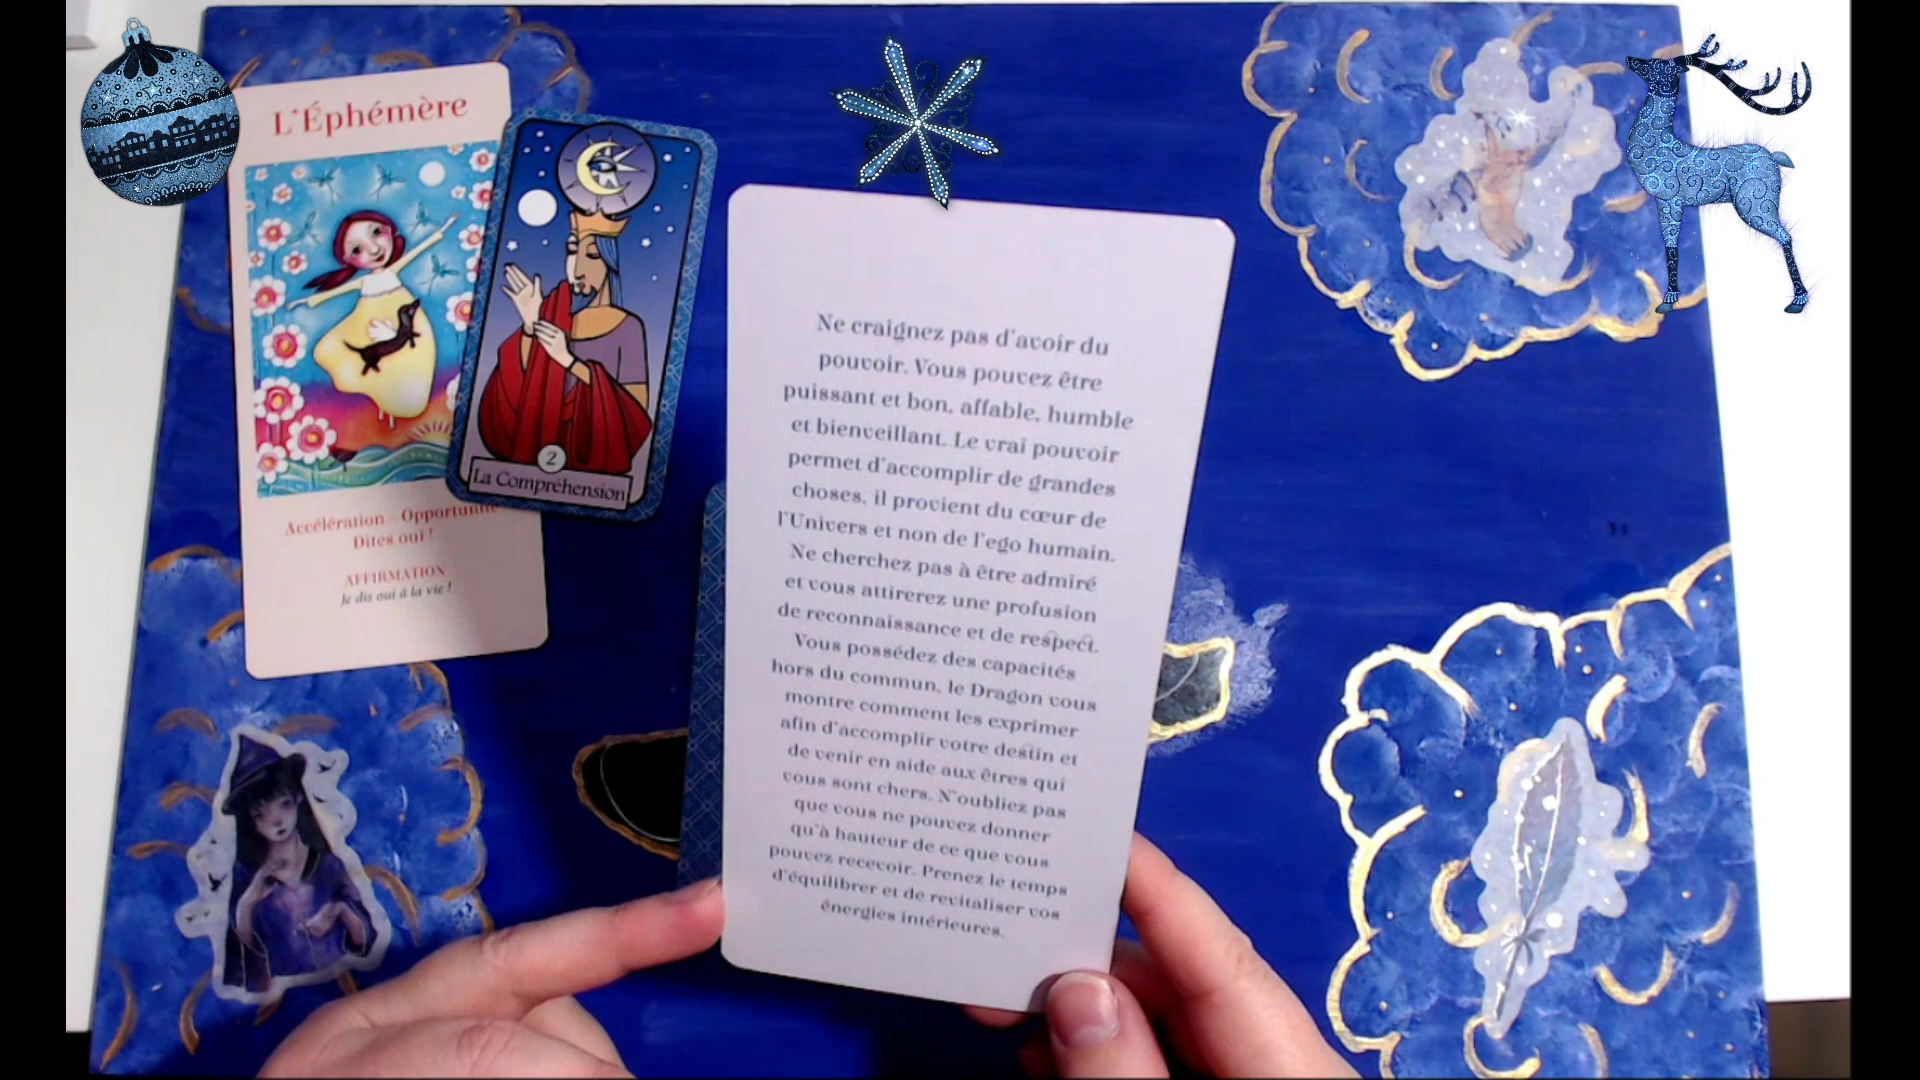 L'Éphémère
2
La Compréhension
Accélération - Opportunité
Dites oui !
AFFIRMATION
Je dis oui à la vie !
Ne craignez pas d'avoir du
pouvoir. Vous pouvez être
puissant et bon, affable, humble
et bienveillant. Le vrai pouvoir
permet d'accomplir de grandes
choses, il provient du cœur de
l'Univers et non de l'ego humain.
Ne cherchez pas à être admiré
et vous attirerez une profusion
de reconnaissance et de respect.
Vous possédez des capacités
hors du commun, le Dragon vous
montre comment les exprimer
afin d'accomplir votre destin et
de venir en aide aux êtres qui
vous sont chers. N'oubliez pas
que vous ne pouvez donner
qu'à hauteur de ce que vous
pouvez recevoir. Prenez le temps
d'équilibrer et de revitaliser vos
énergies intérieures.